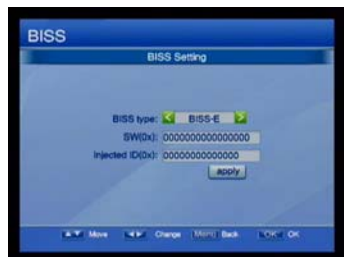 BISS
BISS Setting
BISS type: BISS-E
SW(0x): 0000000000000000
Injected ID(0x): 00000000000000
apply
Move Change Menu Back OK OK